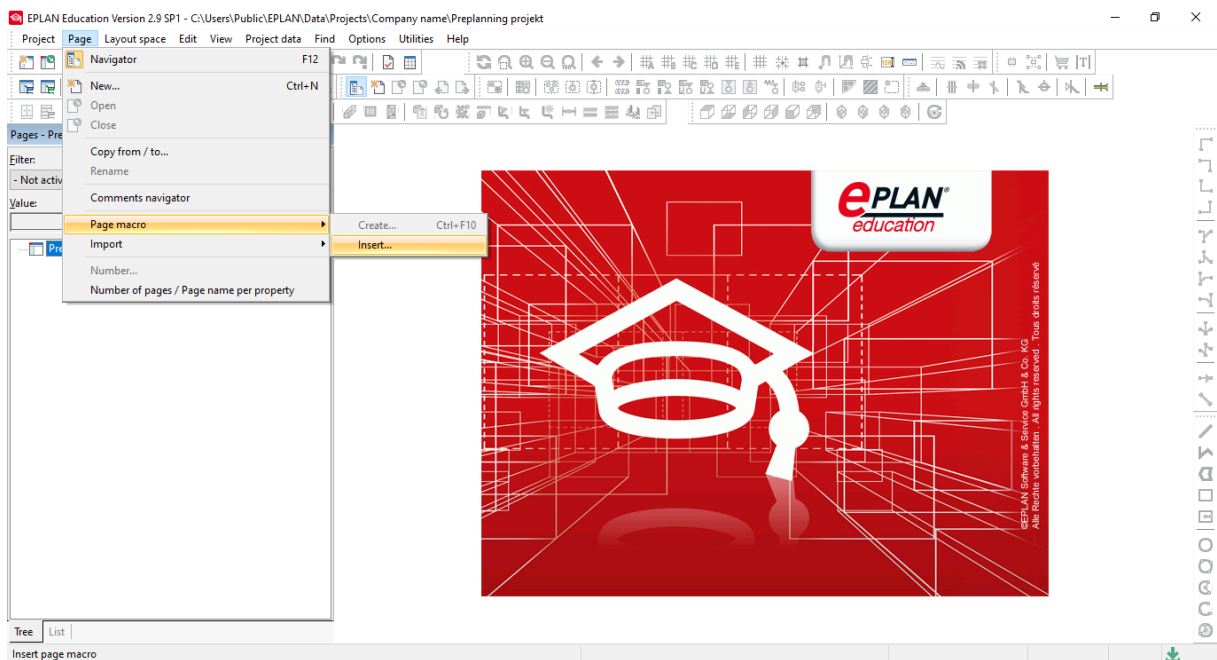 EPLAN Education Version 2.9 SP1 - C:\Users\Public\EPLAN\Data\Projects\Company name\Preplanning projekt
Project Page Layout space Edit View Project data Find Options Utilities Help
Navigator F12
New... Ctrl+N
Open
Close
Pages - Pre
Copy from / to...
Filter:
Rename
- Not activ
Comments navigator
Value:
Page macro
Create... Ctrl+F10
Import
Insert...
Pre
Number...
Number of pages / Page name per property
ePLAN®
education
©EPLAN Software & Service GmbH & Co. KG
Alle Rechte vorbehalten . All rights reserved . Tous droits réservé
Tree List
Insert page macro